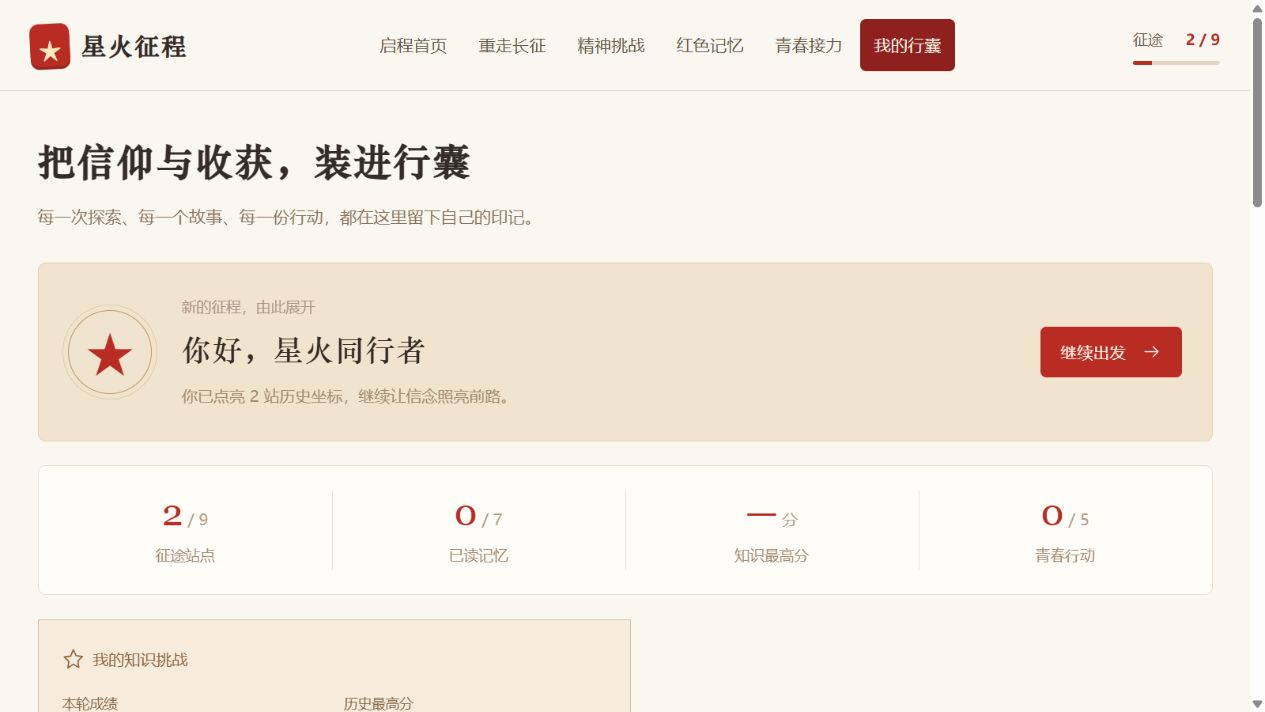 星火征程
启程首页 重走长征 精神挑战 红色记忆 青春接力 我的行囊
征途 2 / 9
把信仰与收获，装进行囊
每一次探索、每一个故事、每一份行动，都在这里留下自己的印记。
新的征程，由此展开
你好，星火同行者
你已点亮 2 站历史坐标，继续让信念照亮前路。
继续出发 →
2 / 9
征途站点
0 / 7
已读记忆
— 分
知识最高分
0 / 5
青春行动
我的知识挑战
本轮成绩 历史最高分